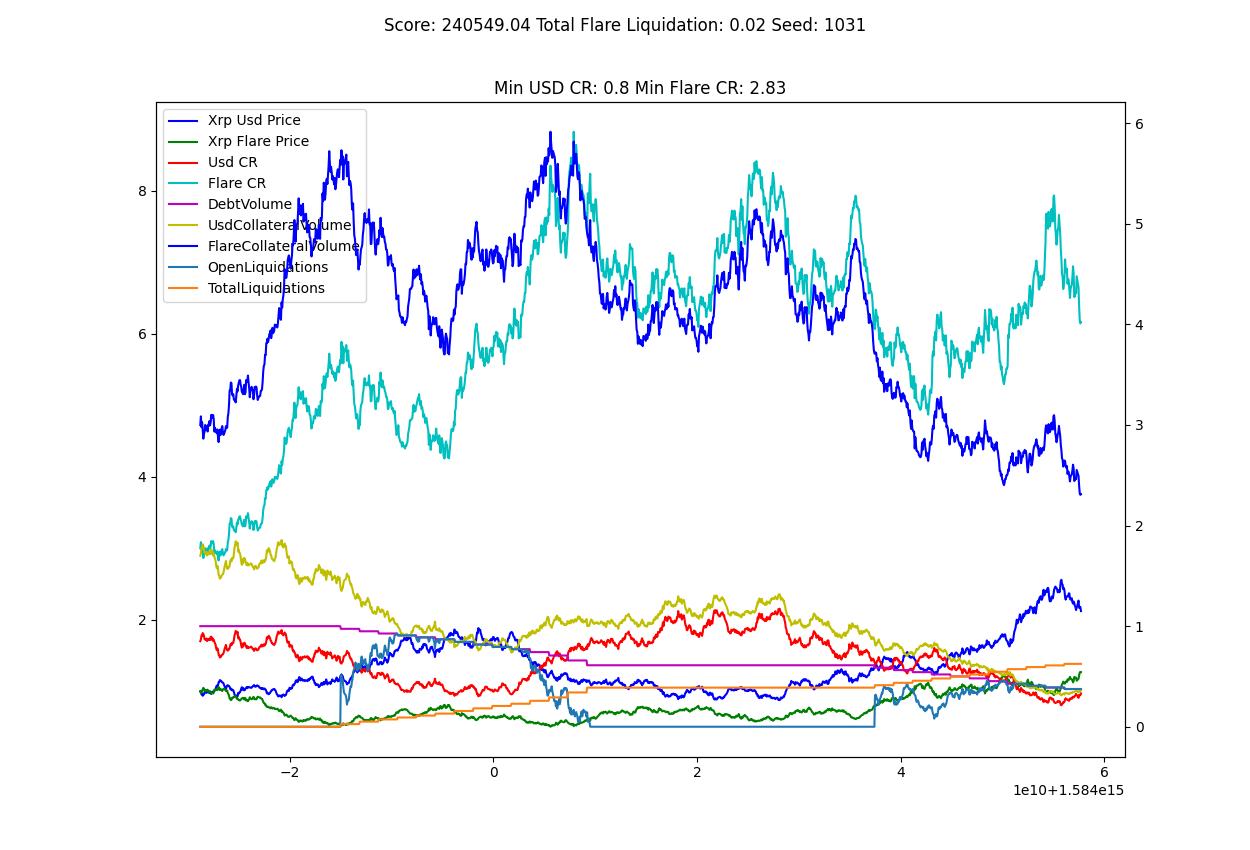 Score: 240549.04 Total Flare Liquidation: 0.02 Seed: 1031
Min USD CR: 0.8 Min Flare CR: 2.83
Xrp Usd Price
Xrp Flare Price
Usd CR
Flare CR
DebtVolume
UsdCollateralVolume
FlareCollateralVolume
OpenLiquidations
TotalLiquidations
8
6
4
2
6
5
4
3
2
1
0
−2
0
2
4
6
1e10+1.584e15